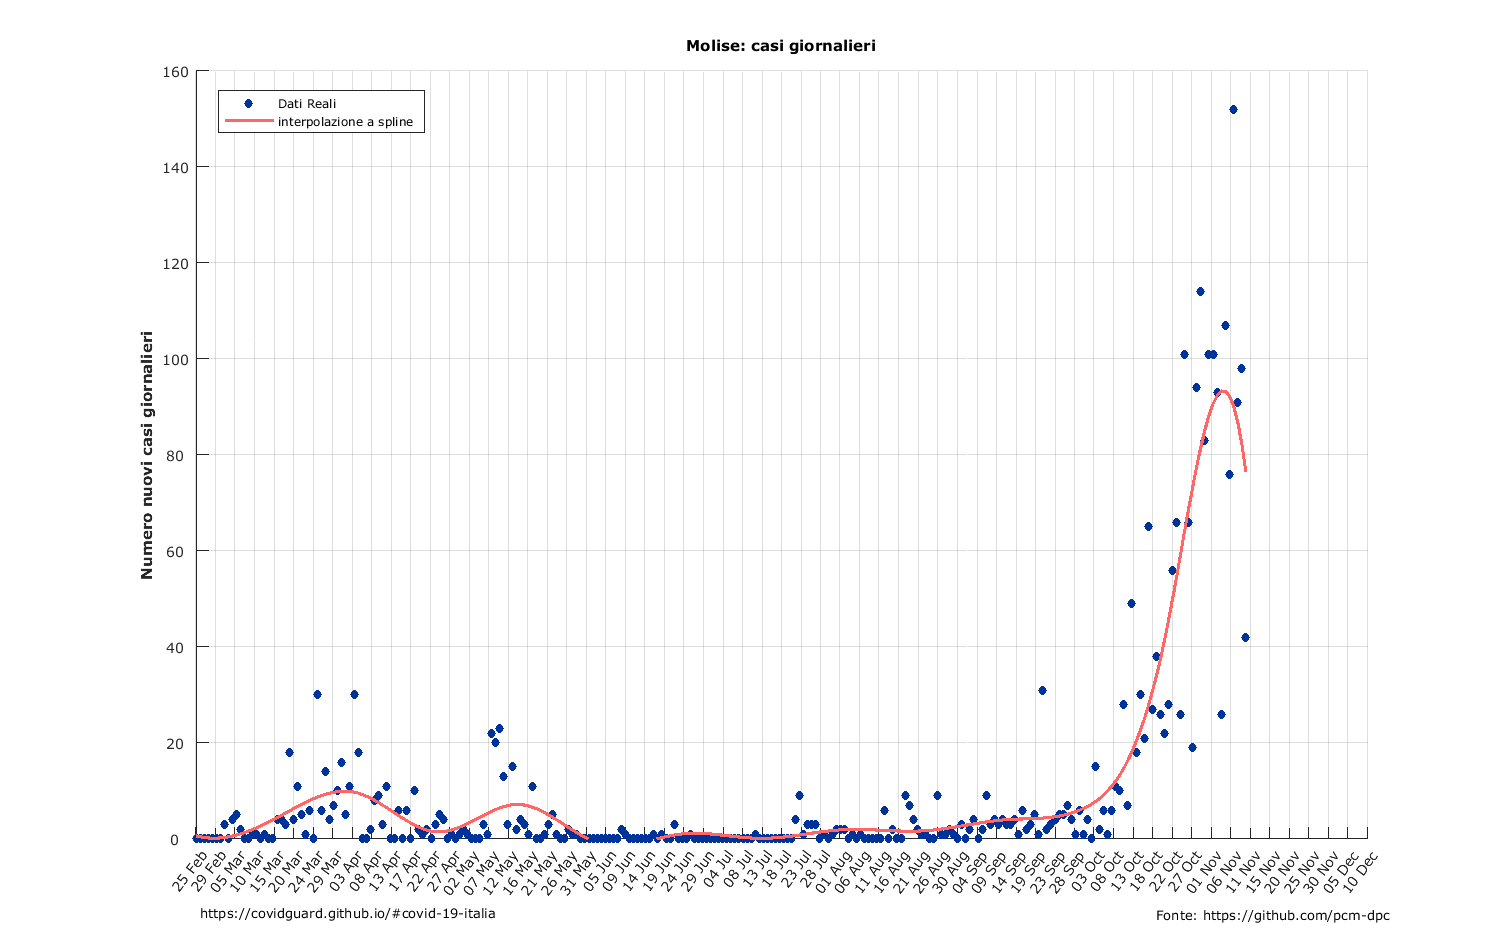 Molise: casi giornalieri
Dati Reali
interpolazione a spline
Numero nuovi casi giornalieri
160
140
120
100
80
60
40
20
0
25 Feb
29 Feb
05 Mar
10 Mar
15 Mar
20 Mar
24 Mar
29 Mar
03 Apr
08 Apr
13 Apr
17 Apr
22 Apr
27 Apr
02 May
07 May
12 May
16 May
21 May
26 May
31 May
05 Jun
09 Jun
14 Jun
19 Jun
24 Jun
29 Jun
04 Jul
08 Jul
13 Jul
18 Jul
23 Jul
28 Jul
01 Aug
06 Aug
11 Aug
16 Aug
21 Aug
26 Aug
30 Aug
04 Sep
09 Sep
14 Sep
19 Sep
23 Sep
28 Sep
03 Oct
08 Oct
13 Oct
18 Oct
22 Oct
27 Oct
01 Nov
06 Nov
11 Nov
15 Nov
20 Nov
25 Nov
30 Nov
05 Dec
10 Dec
https://covidguard.github.io/#covid-19-italia
Fonte: https://github.com/pcm-dpc